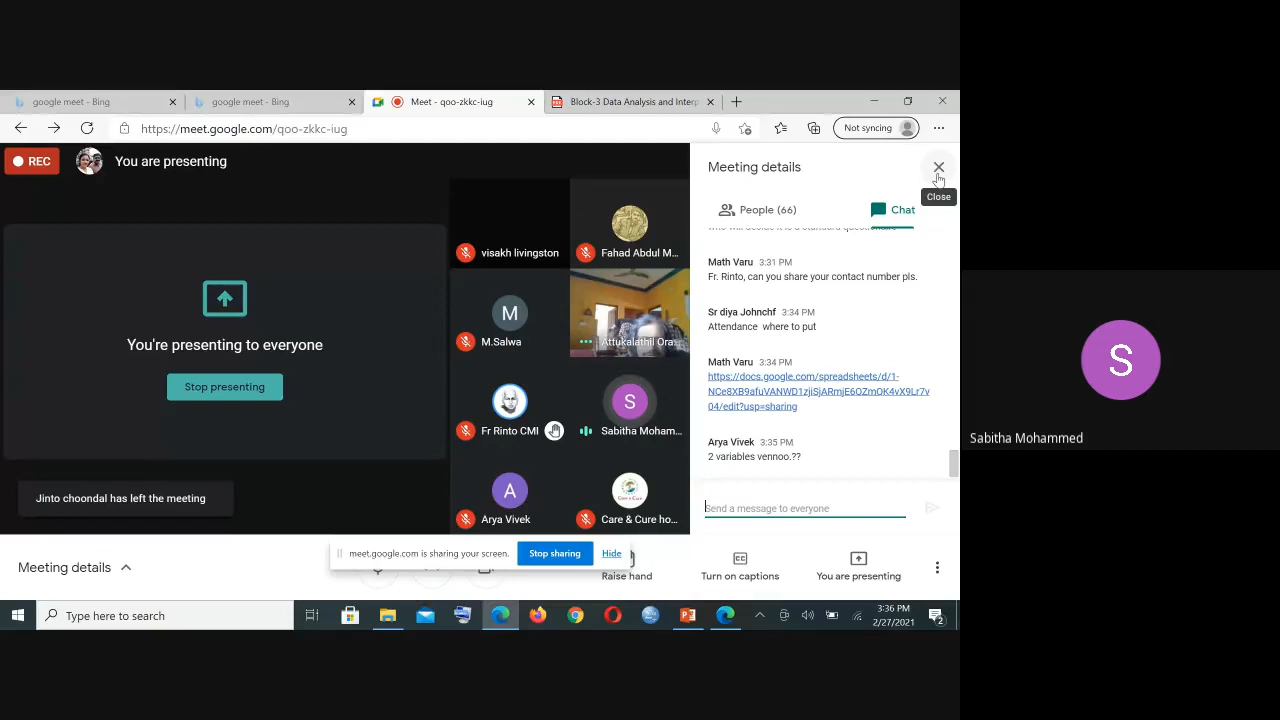 google meet - Bing
google meet - Bing
Meet - qoo-zkkc-iug
Block-3 Data Analysis and Interp
https://meet.google.com/qoo-zkkc-iug
Not syncing
REC
You are presenting
Meeting details
Close
People (66)
Chat
Math Varu 3:31 PM
Fr. Rinto, can you share your contact number pls.
Sr diya Johnchf 3:34 PM
Attendance where to put
Math Varu 3:34 PM
https://docs.google.com/spreadsheets/d/1-
NCe8XB9afuVANWD1zjiSjARmjE6OZmQK4vX9Lr7v
04/edit?usp=sharing
Arya Vivek 3:35 PM
2 variables vennoo.??
Send a message to everyone
You're presenting to everyone
Stop presenting
Jinto choondal has left the meeting
visakh livingston
Fahad Abdul M...
M
M.Salwa
Attukalathil Ora...
Fr Rinto CMI
S
Sabitha Moham...
A
Arya Vivek
Care & Cure ho...
meet.google.com is sharing your screen.
Stop sharing
Hide
Meeting details
Raise hand
CC
Turn on captions
You are presenting
Type here to search
3:36 PM
2/27/2021
2
S
Sabitha Mohammed